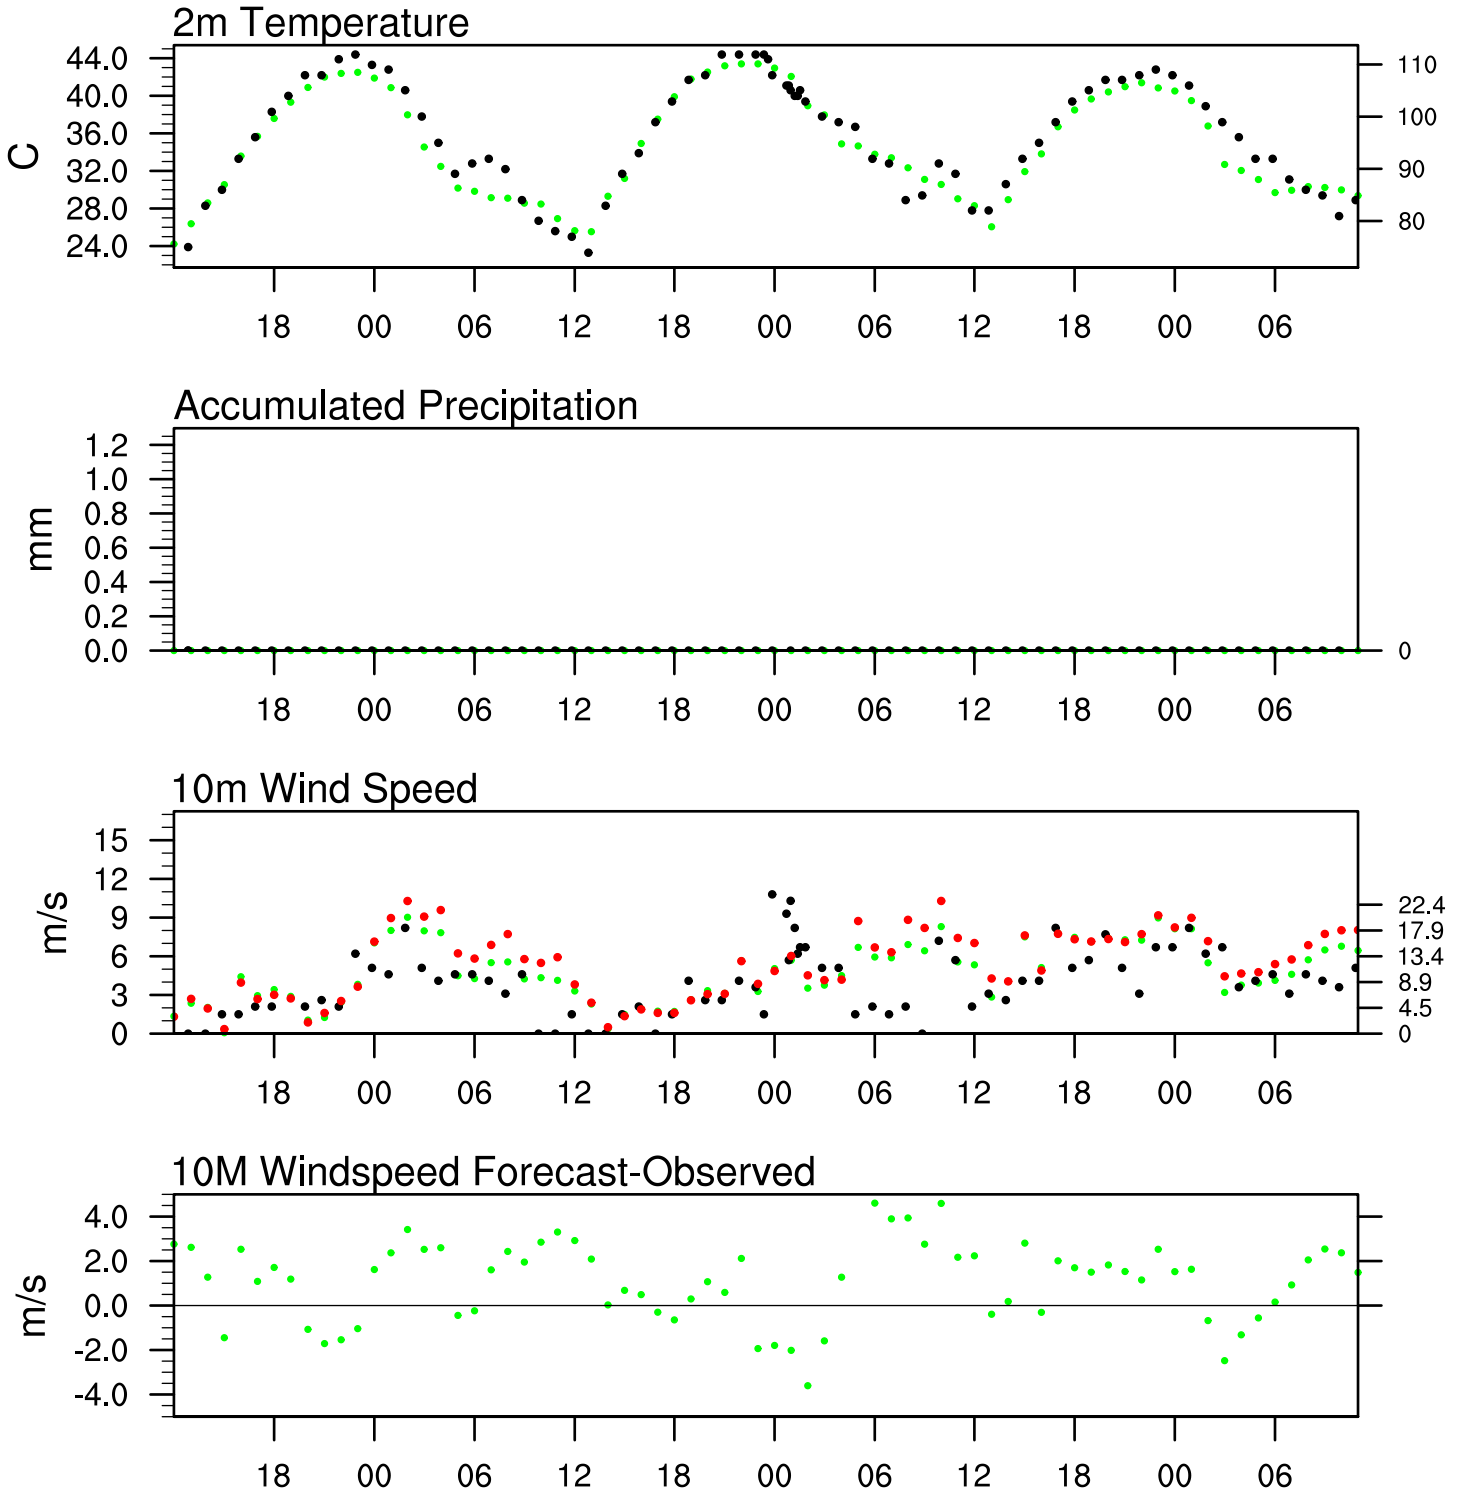 2m Temperature
44.0
40.0
36.0
32.0
28.0
24.0
C
110
100
90
80
18 00 06 12 18 00 06 12 18 00 06
Accumulated Precipitation
1.2
1.0
0.8
0.6
0.4
0.2
0.0
mm
0
18 00 06 12 18 00 06 12 18 00 06
10m Wind Speed
15
12
9
6
3
0
m/s
22.4
17.9
13.4
8.9
4.5
0
18 00 06 12 18 00 06 12 18 00 06
10M Windspeed Forecast-Observed
4.0
2.0
0.0
-2.0
-4.0
m/s
18 00 06 12 18 00 06 12 18 00 06